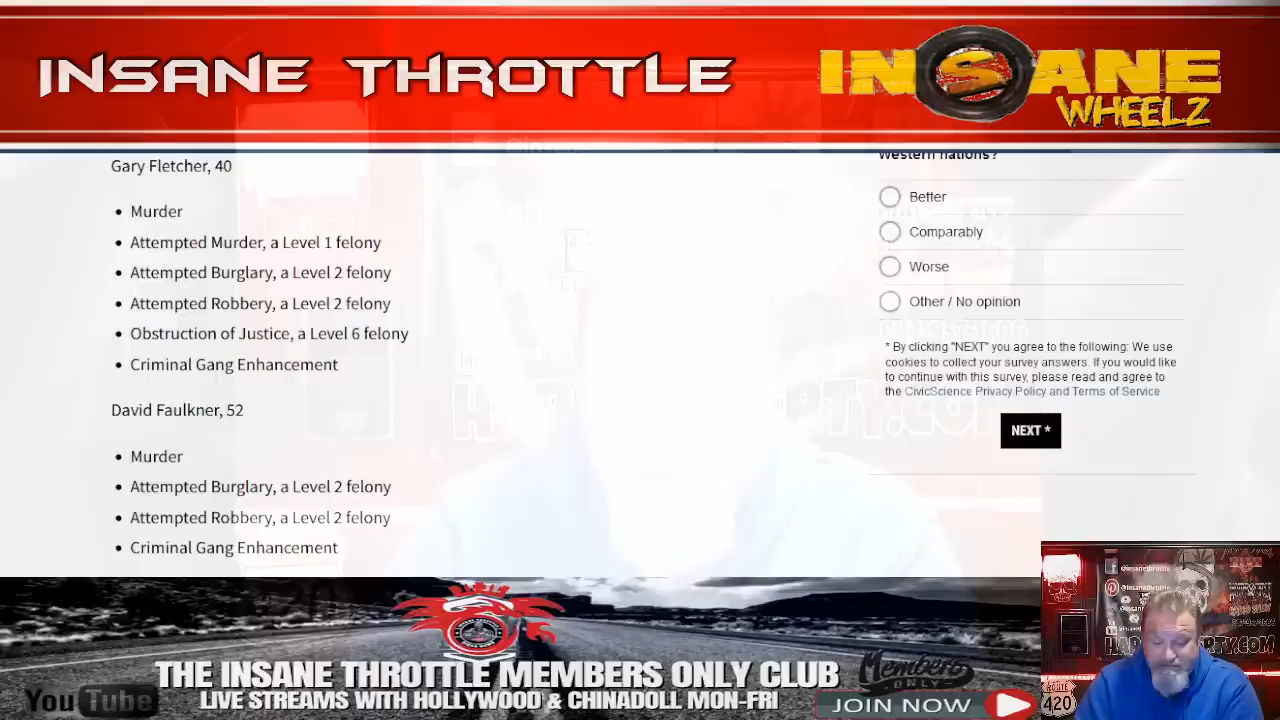 INSANE THROTTLE
INSANE
WHEELZ
Gary Fletcher, 40
• Murder
• Attempted Murder, a Level 1 felony
• Attempted Burglary, a Level 2 felony
• Attempted Robbery, a Level 2 felony
• Obstruction of Justice, a Level 6 felony
• Criminal Gang Enhancement
David Faulkner, 52
• Murder
• Attempted Burglary, a Level 2 felony
• Attempted Robbery, a Level 2 felony
• Criminal Gang Enhancement
Western nations?
Better
Comparably
Worse
Other / No opinion
* By clicking "NEXT" you agree to the following: We use
cookies to collect your survey answers. If you would like
to continue with this survey, please read and agree to
the CivicScience Privacy Policy and Terms of Service
NEXT *
THE INSANE THROTTLE MEMBERS ONLY CLUB
LIVE STREAMS WITH HOLLYWOOD & CHINADOLL MON-FRI
YouTube
Members
ONLY
JOIN NOW
@insanethrottle
ROUTE
420